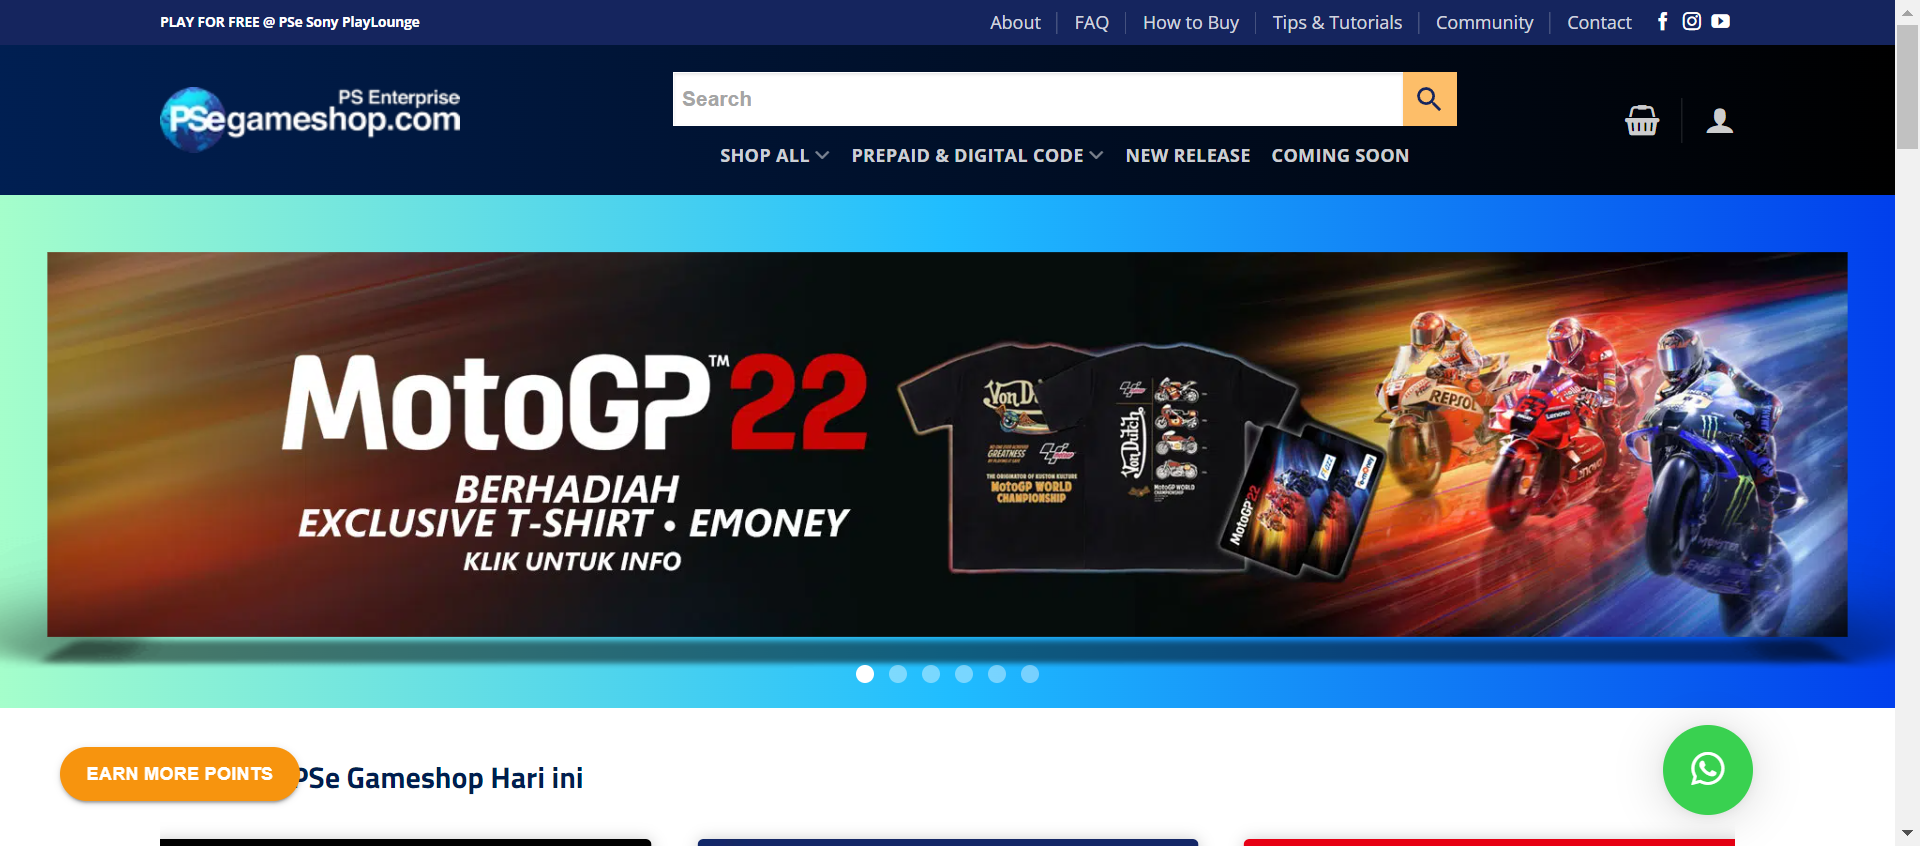 PLAY FOR FREE @ PSe Sony PlayLounge
About
FAQ
How to Buy
Tips & Tutorials
Community
Contact
PS Enterprise
PSegameshop.com
Search
SHOP ALL
PREPAID & DIGITAL CODE
NEW RELEASE
COMING SOON
MotoGP™22
BERHADIAH
EXCLUSIVE T-SHIRT • EMONEY
KLIK UNTUK INFO
Von D
GREATNESS
THE ORIGINATOR OF KUSTOM KULTURE
MotoGP WORLD
CHAMPIONSHIP
Von Dutch
MotoGP WORLD
CHAMPIONSHIP
MotoGP'22
REPSOL
Lenovo
EARN MORE POINTS
PSe Gameshop Hari ini